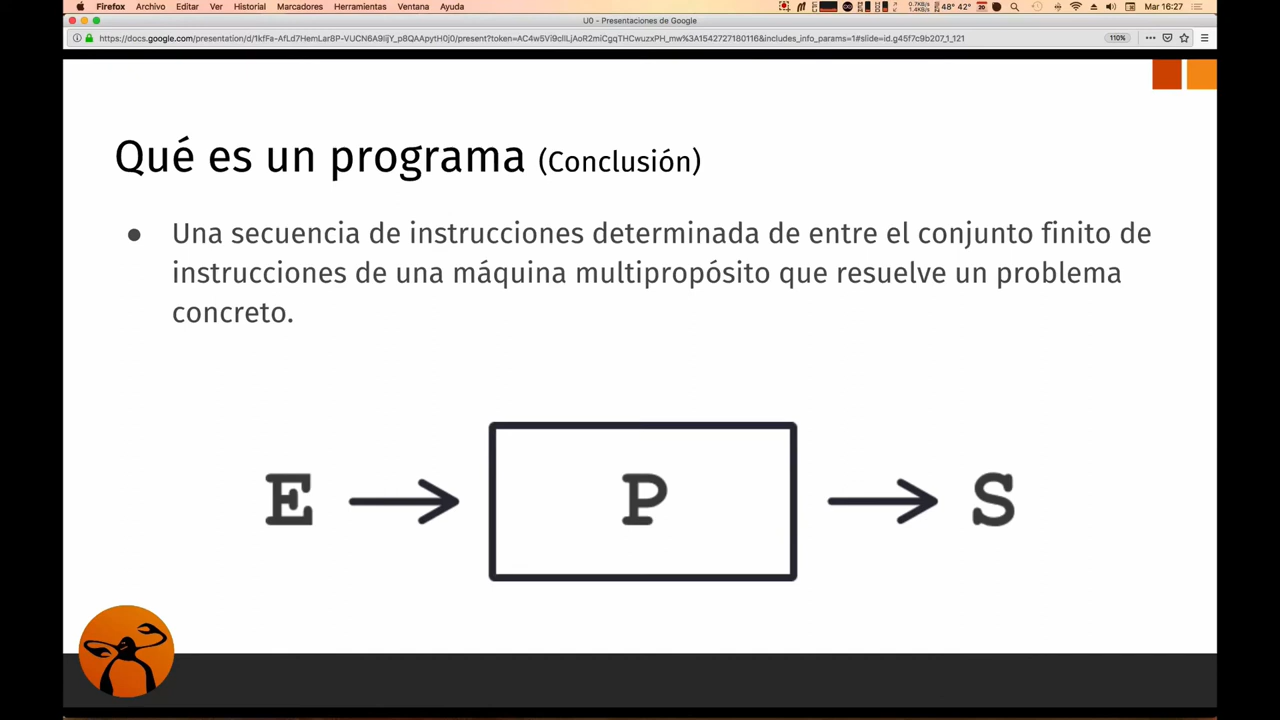 Firefox Archivo Editar Ver Historial Marcadores Herramientas Ventana Ayuda
48° 42° Mar 16:27
U0 - Presentaciones de Google
110%
Qué es un programa (Conclusión)
● Una secuencia de instrucciones determinada de entre el conjunto finito de
instrucciones de una máquina multipropósito que resuelve un problema
concreto.
E → P → S